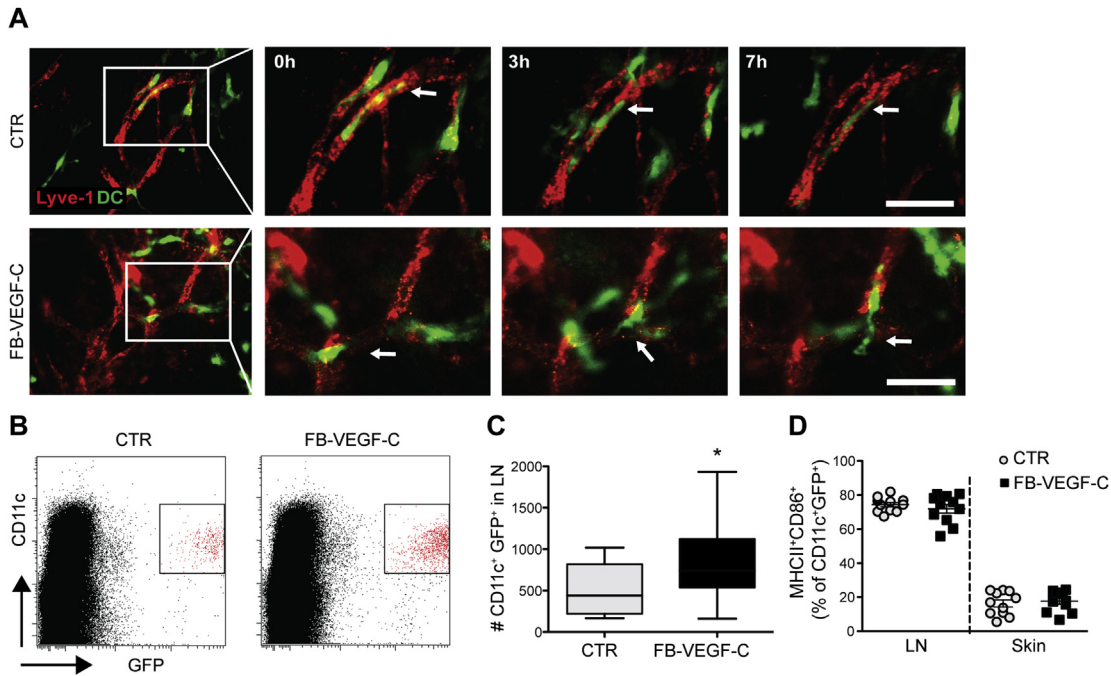 A
0h
3h
7h
CTR
Lyve-1 DC
FB-VEGF-C
B
CTR
FB-VEGF-C
CD11c
GFP
C
*
# CD11c⁺ GFP⁺ in LN
2000
1500
1000
500
0
CTR
FB-VEGF-C
D
CTR
FB-VEGF-C
MHCII⁺CD86⁺
(% of CD11c⁺GFP⁺)
100
80
60
40
20
0
LN
Skin